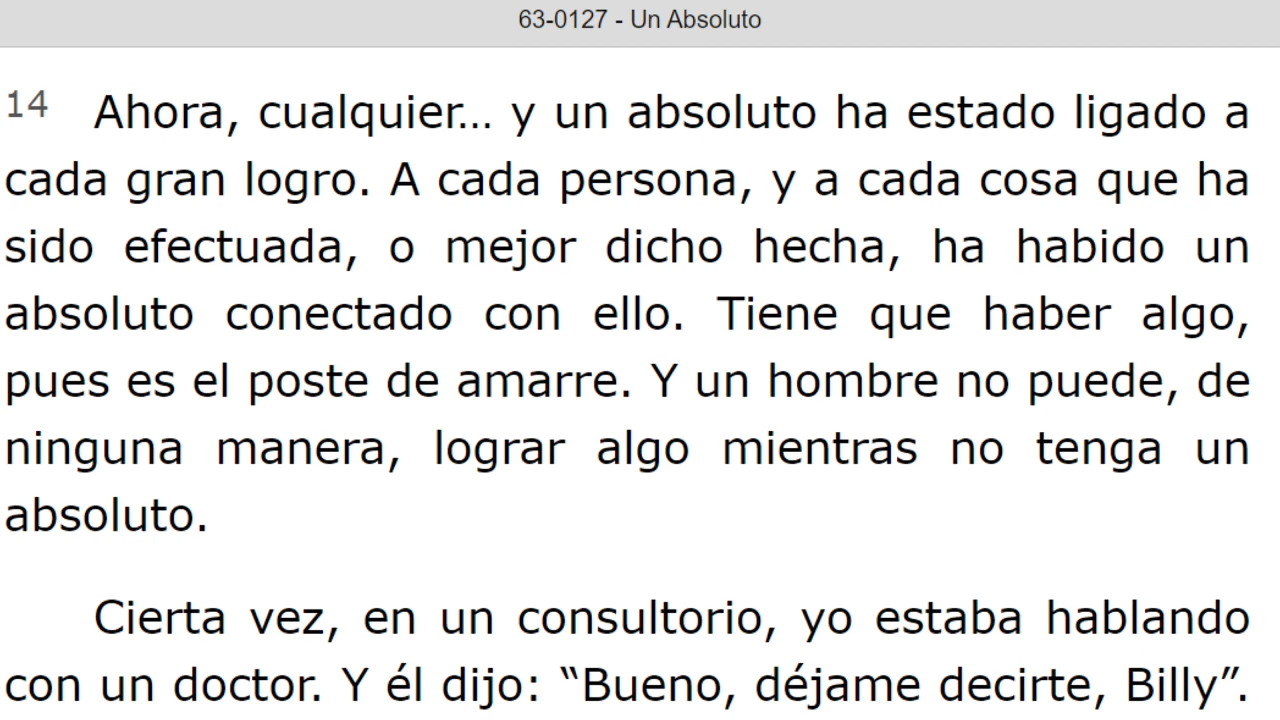 63-0127 - Un Absoluto
14 Ahora, cualquier... y un absoluto ha estado ligado a
cada gran logro. A cada persona, y a cada cosa que ha
sido efectuada, o mejor dicho hecha, ha habido un
absoluto conectado con ello. Tiene que haber algo,
pues es el poste de amarre. Y un hombre no puede, de
ninguna manera, lograr algo mientras no tenga un
absoluto.
Cierta vez, en un consultorio, yo estaba hablando
con un doctor. Y él dijo: “Bueno, déjame decirte, Billy”.